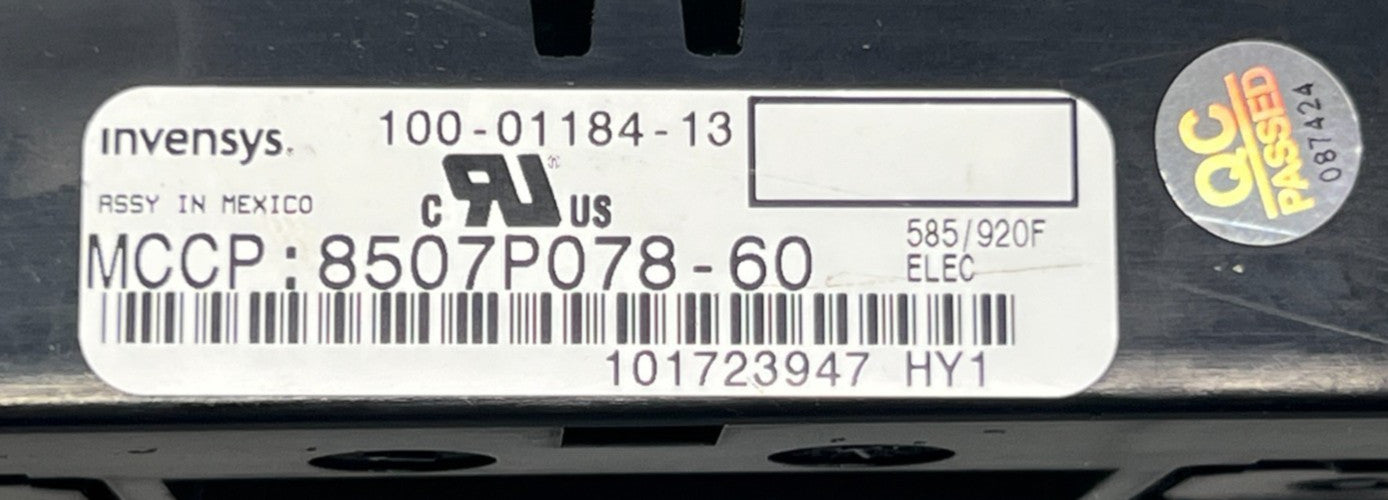 invensys.
100-01184-13
ASSY IN MEXICO
C RU ® US
MCCP:8507P078-60
585/920F
ELEC
101723947 HY1
QC
PASSED
087424